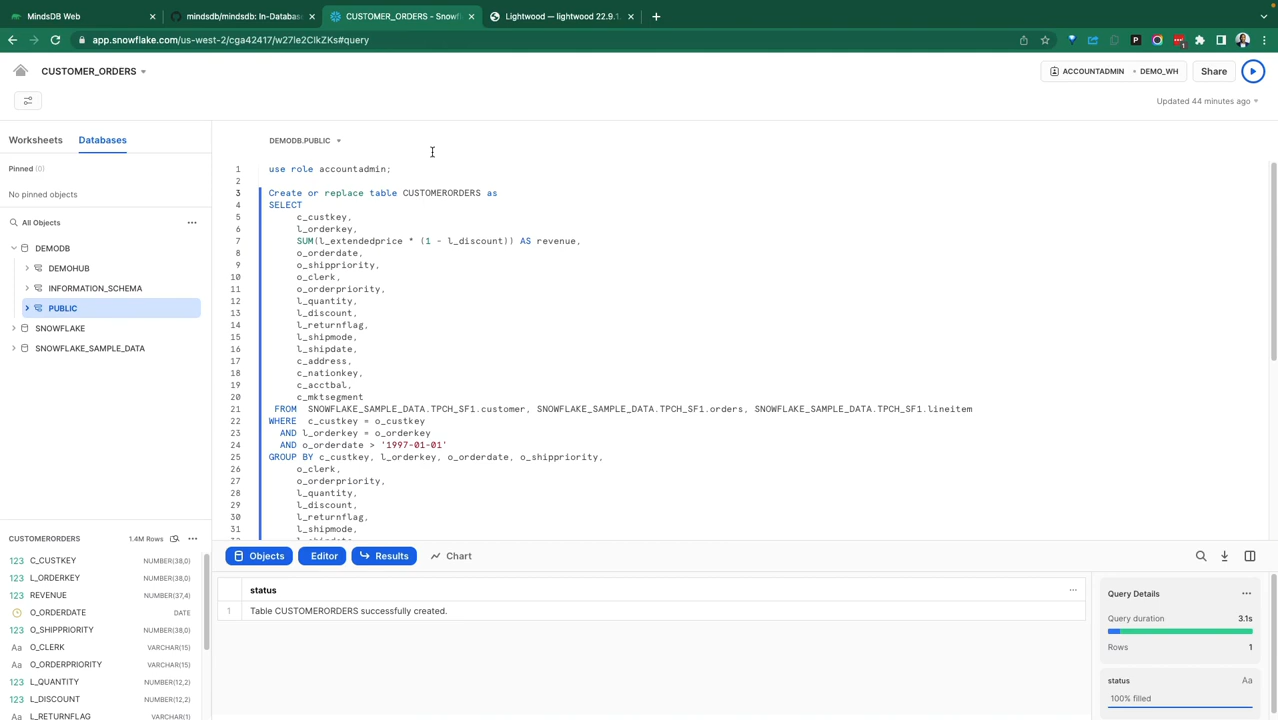 MindsDB Web
mindsdb/mindsdb: In-Databas
CUSTOMER_ORDERS - Snowfl
Lightwood — lightwood 22.9.1.
app.snowflake.com/us-west-2/cga42417/w27le2CIkZKs#query
CUSTOMER_ORDERS
ACCOUNTADMIN • DEMO_WH
Share
Updated 44 minutes ago
Worksheets
Databases
Pinned (0)
No pinned objects
All Objects
DEMODB
DEMOHUB
INFORMATION_SCHEMA
PUBLIC
SNOWFLAKE
SNOWFLAKE_SAMPLE_DATA
DEMODB.PUBLIC
1 use role accountadmin;
2
3 Create or replace table CUSTOMERORDERS as
4 SELECT
5 c_custkey,
6 l_orderkey,
7 SUM(l_extendedprice * (1 - l_discount)) AS revenue,
8 o_orderdate,
9 o_shippriority,
10 o_clerk,
11 o_orderpriority,
12 l_quantity,
13 l_discount,
14 l_returnflag,
15 l_shipmode,
16 l_shipdate,
17 c_address,
18 c_nationkey,
19 c_acctbal,
20 c_mktsegment
21 FROM SNOWFLAKE_SAMPLE_DATA.TPCH_SF1.customer, SNOWFLAKE_SAMPLE_DATA.TPCH_SF1.orders, SNOWFLAKE_SAMPLE_DATA.TPCH_SF1.lineitem
22 WHERE c_custkey = o_custkey
23 AND l_orderkey = o_orderkey
24 AND o_orderdate > '1997-01-01'
25 GROUP BY c_custkey, l_orderkey, o_orderdate, o_shippriority,
26 o_clerk,
27 o_orderpriority,
28 l_quantity,
29 l_discount,
30 l_returnflag,
31 l_shipmode,
CUSTOMERORDERS 1.4M Rows
123 C_CUSTKEY NUMBER(38,0)
123 L_ORDERKEY NUMBER(38,0)
123 REVENUE NUMBER(37,4)
O_ORDERDATE DATE
123 O_SHIPPRIORITY NUMBER(38,0)
Aa O_CLERK VARCHAR(15)
Aa O_ORDERPRIORITY VARCHAR(15)
123 L_QUANTITY NUMBER(12,2)
123 L_DISCOUNT NUMBER(12,2)
Aa L_RETURNFLAG VARCHAR(1)
Objects
Editor
Results
Chart
status
1 Table CUSTOMERORDERS successfully created.
Query Details
Query duration 3.1s
Rows 1
status Aa
100% filled